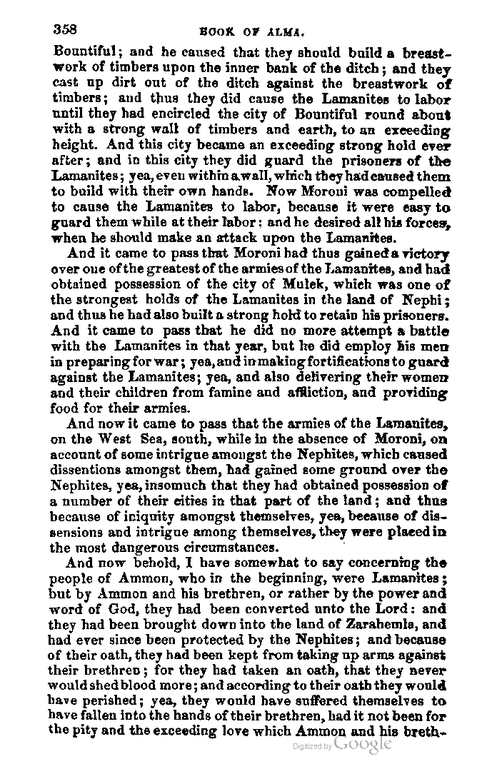 358 BOOK OF ALMA.
Bountiful; and he caused that they should build a breast-
work of timbers upon the inner bank of the ditch; and they
cast up dirt out of the ditch against the breastwork of
timbers; and thus they did cause the Lamanites to labor
until they had encircled the city of Bountiful round about
with a strong wall of timbers and earth, to an exceeding
height. And this city became an exceeding strong hold ever
after; and in this city they did guard the prisoners of the
Lamanites; yea, even within a wall, which they had caused them
to build with their own hands. Now Moroni was compelled
to cause the Lamanites to labor, because it were easy to
guard them while at their labor: and he desired all his forces,
when he should make an attack upon the Lamanites.
And it came to pass that Moroni had thus gained a victory
over one of the greatest of the armies of the Lamanites, and had
obtained possession of the city of Mulek, which was one of
the strongest holds of the Lamanites in the land of Nephi;
and thus he had also built a strong hold to retain his prisoners.
And it came to pass that he did no more attempt a battle
with the Lamanites in that year, but he did employ his men
in preparing for war; yea, and in making fortifications to guard
against the Lamanites; yea, and also delivering their women
and their children from famine and affliction, and providing
food for their armies.
And now it came to pass that the armies of the Lamanites,
on the West Sea, south, while in the absence of Moroni, on
account of some intrigue amongst the Nephites, which caused
dissentions amongst them, had gained some ground over the
Nephites, yea, insomuch that they had obtained possession of
a number of their cities in that part of the land; and thus
because of iniquity amongst themselves, yea, because of dis-
sensions and intrigue among themselves, they were placed in
the most dangerous circumstances.
And now behold, I have somewhat to say concerning the
people of Ammon, who in the beginning, were Lamanites;
but by Ammon and his brethren, or rather by the power and
word of God, they had been converted unto the Lord: and
they had been brought down into the land of Zarahemla, and
had ever since been protected by the Nephites; and because
of their oath, they had been kept from taking up arms against
their brethren; for they had taken an oath, that they never
would shed blood more; and according to their oath they would
have perished; yea, they would have suffered themselves to
have fallen into the hands of their brethren, had it not been for
the pity and the exceeding love which Ammon and his breth-
Digitized by Google